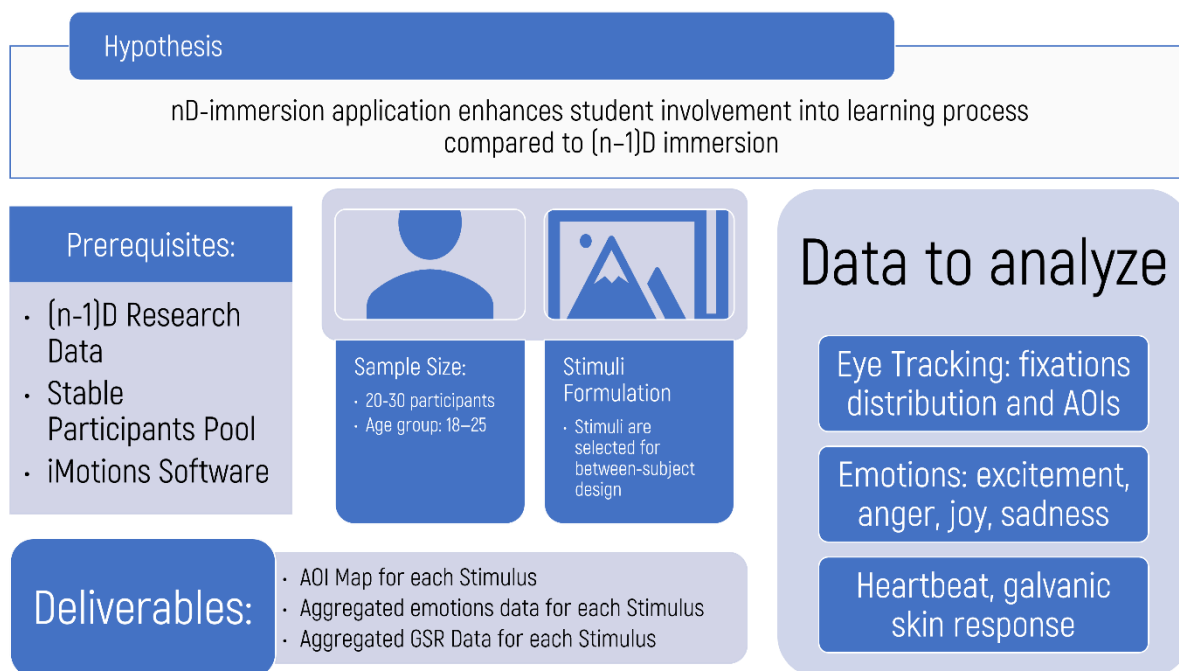 Hypothesis
nD-immersion application enhances student involvement into learning process
compared to (n–1)D immersion
Prerequisites:
• (n-1)D Research
Data
• Stable
Participants Pool
• iMotions Software
Sample Size:
• 20-30 participants
• Age group: 18–25
Stimuli
Formulation
• Stimuli are
selected for
between-subject
design
Data to analyze
Eye Tracking: fixations
distribution and AOIs
Emotions: excitement,
anger, joy, sadness
Heartbeat, galvanic
skin response
Deliverables:
• AOI Map for each Stimulus
• Aggregated emotions data for each Stimulus
• Aggregated GSR Data for each Stimulus